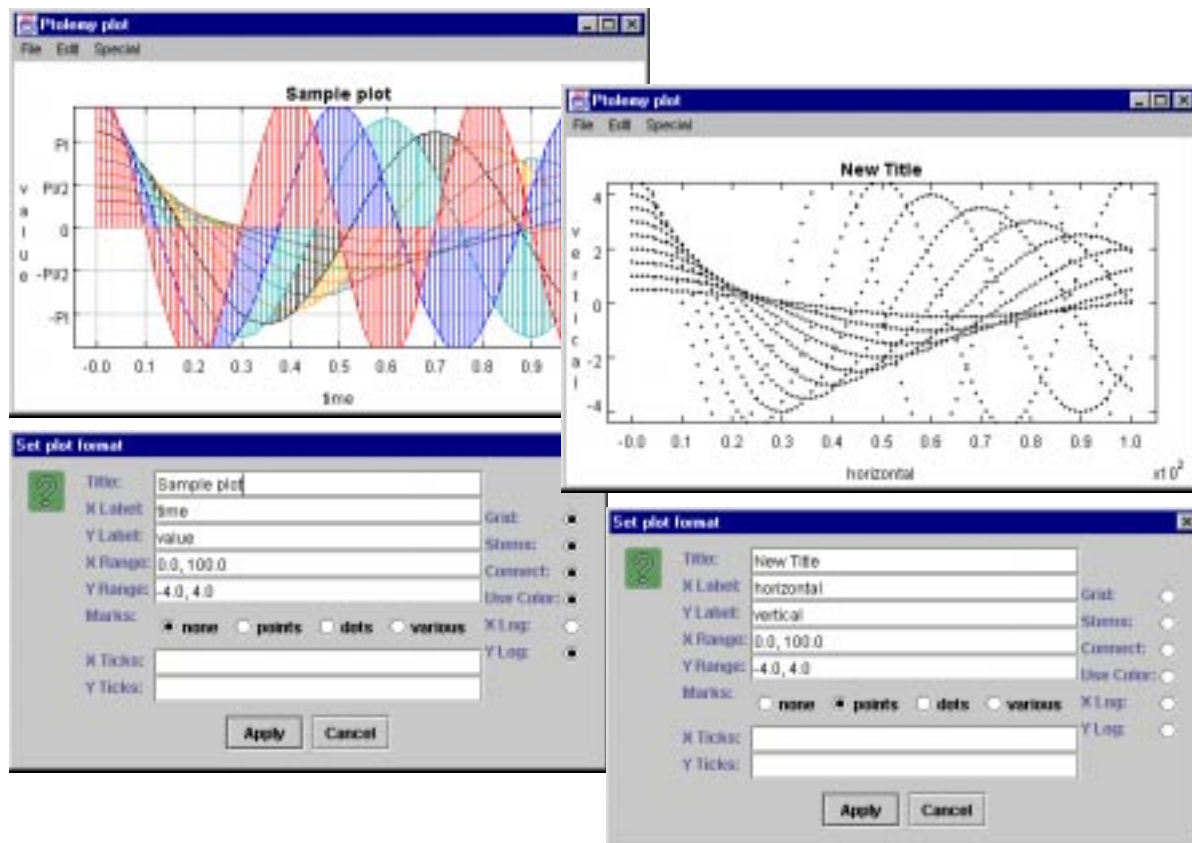 Ptolemy plot
File Edit Special
Sample plot
value
PI
PI/2
0
-PI/2
-PI
-0.0 0.1 0.2 0.3 0.4 0.5 0.6 0.7 0.8 0.9
time
Ptolemy plot
File Edit Special
New Title
vertical
4
2
0
-2
-4
-0.0 0.1 0.2 0.3 0.4 0.5 0.6 0.7 0.8 0.9 1.0
horizontal
x10²
Set plot format
Title: Sample plot
X Label: time
Y Label: value
X Range: 0.0, 100.0
Y Range: -4.0, 4.0
Marks: none points dots various
X Ticks:
Y Ticks:
Grid:
Stems:
Connect:
Use Color:
X Log:
Y Log:
Apply Cancel
Set plot format
Title: New Title
X Label: horizontal
Y Label: vertical
X Range: 0.0, 100.0
Y Range: -4.0, 4.0
Marks: none points dots various
X Ticks:
Y Ticks:
Grid:
Stems:
Connect:
Use Color:
X Log:
Y Log:
Apply Cancel